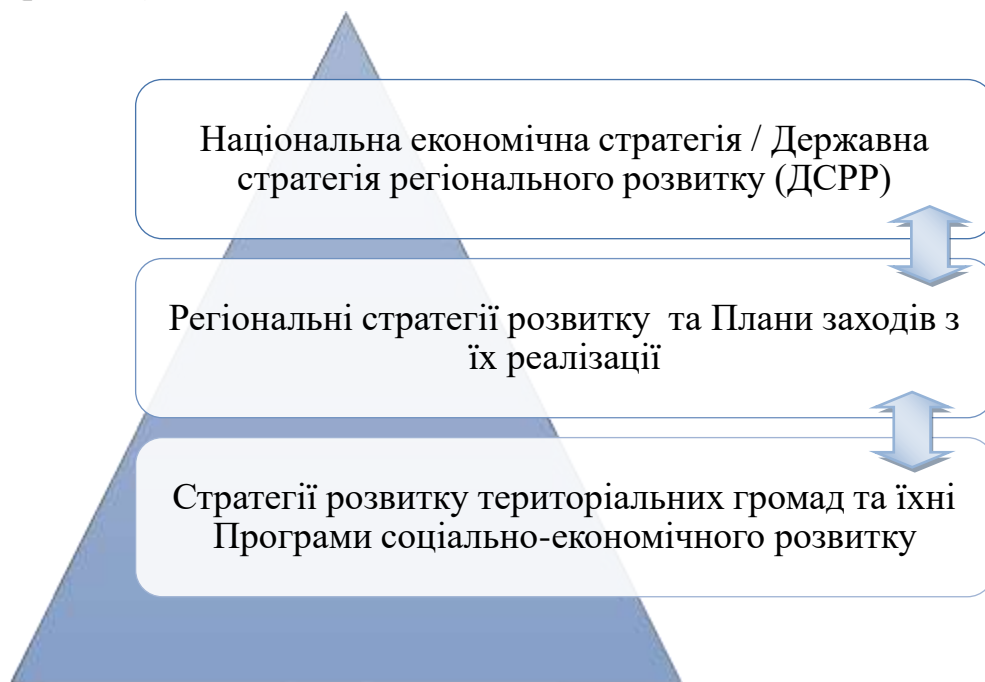 Національна економічна стратегія / Державна
стратегія регіонального розвитку (ДСРР)
Регіональні стратегії розвитку та Плани заходів з
їх реалізації
Стратегії розвитку територіальних громад та їхні
Програми соціально-економічного розвитку